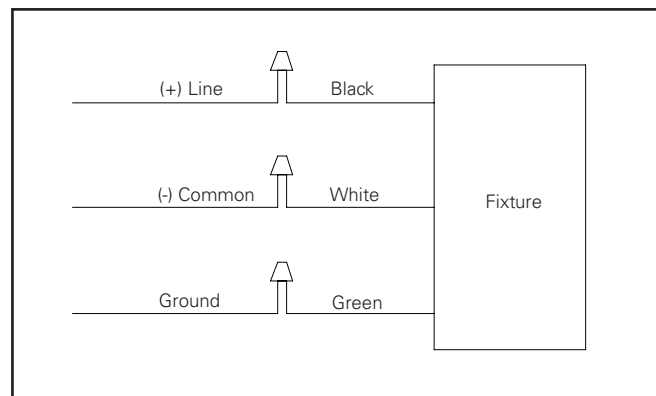 (+) Line Black
(-) Common White
Fixture
Ground Green